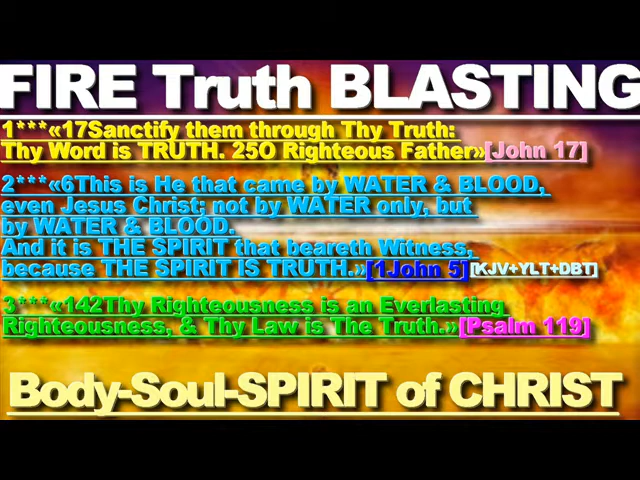 FIRE Truth BLASTING
1***«17Sanctify them through Thy Truth:
Thy Word is TRUTH. 25O Righteous Father»[John 17]
2***«6This is He that came by WATER & BLOOD,
even Jesus Christ; not by WATER only, but
by WATER & BLOOD.
And it is THE SPIRIT that beareth Witness,
because THE SPIRIT IS TRUTH.»[1John 5][KJV+YLT+DBT]
3***«142Thy Righteousness is an Everlasting
Righteousness, & Thy Law is The Truth.»[Psalm 119]
Body-Soul-SPIRIT of CHRIST